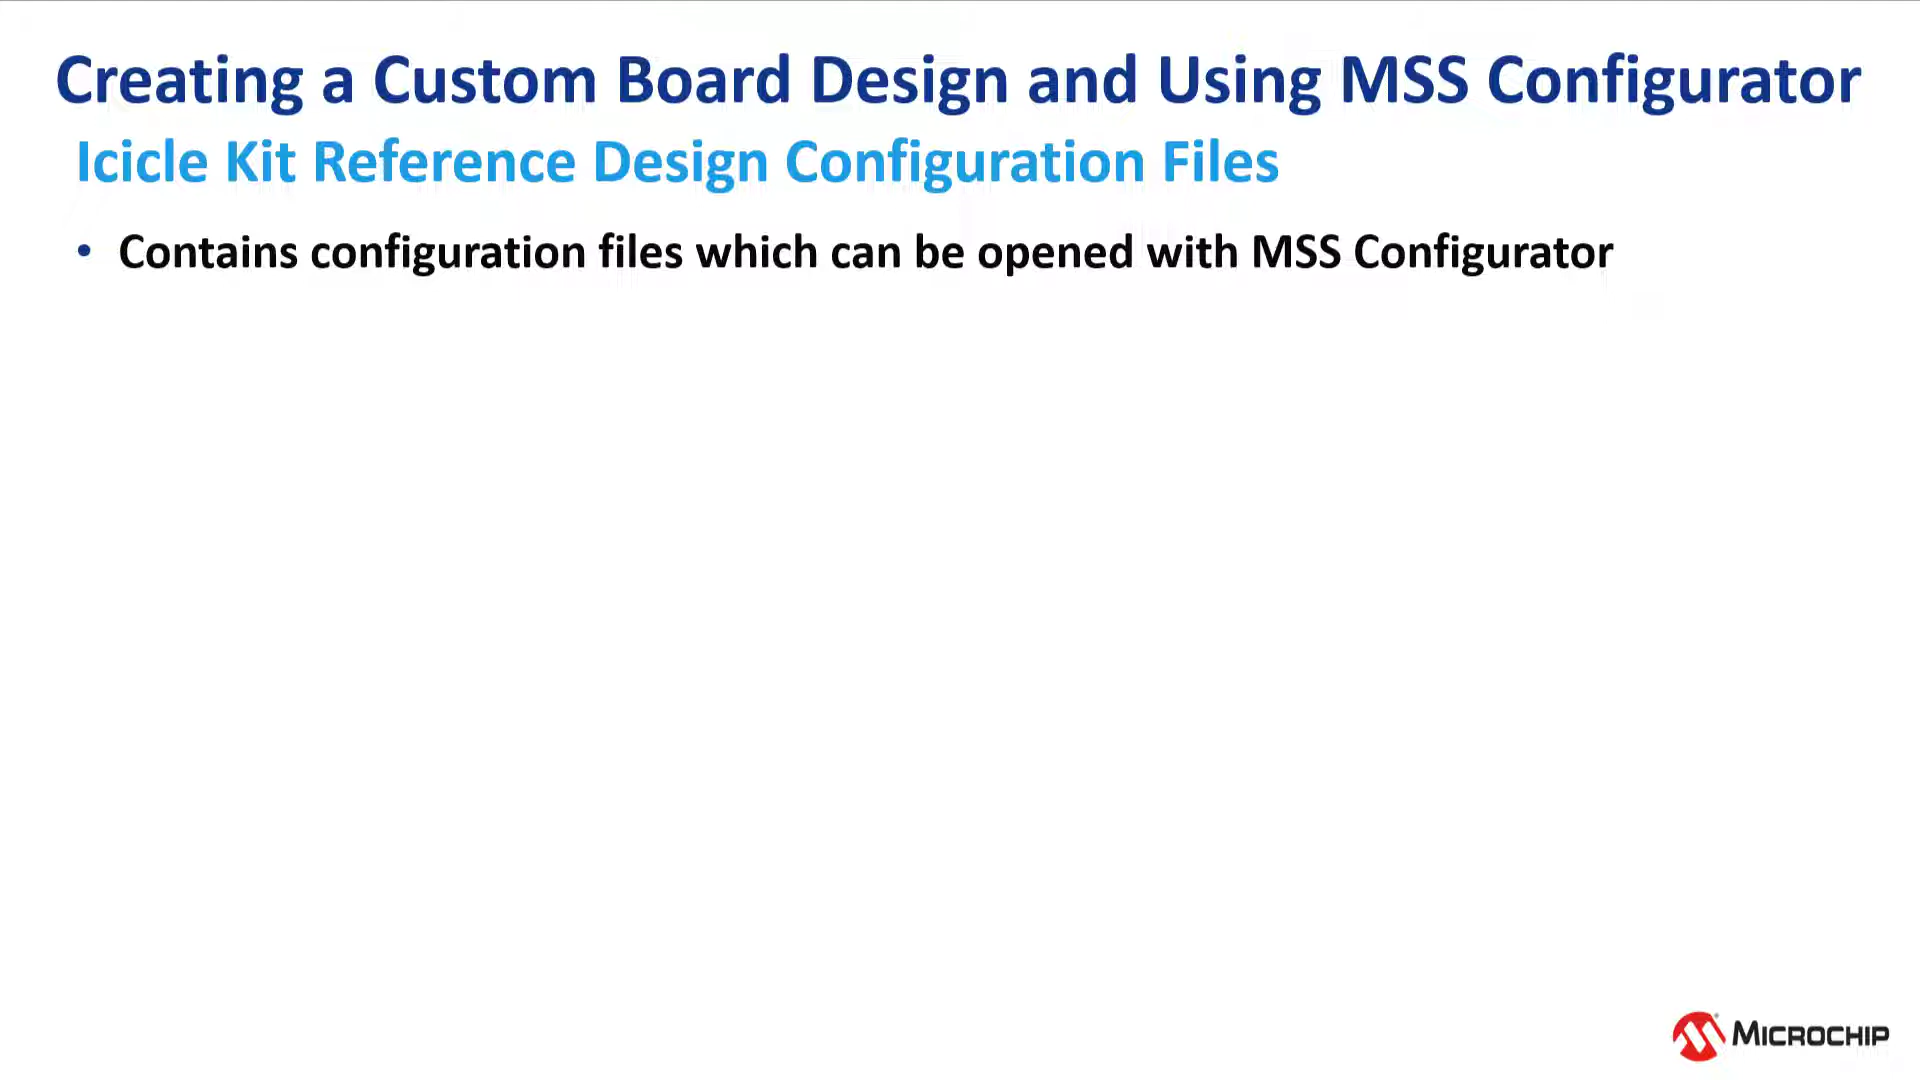 Creating a Custom Board Design and Using MSS Configurator
Icicle Kit Reference Design Configuration Files
• Contains configuration files which can be opened with MSS Configurator
MICROCHIP